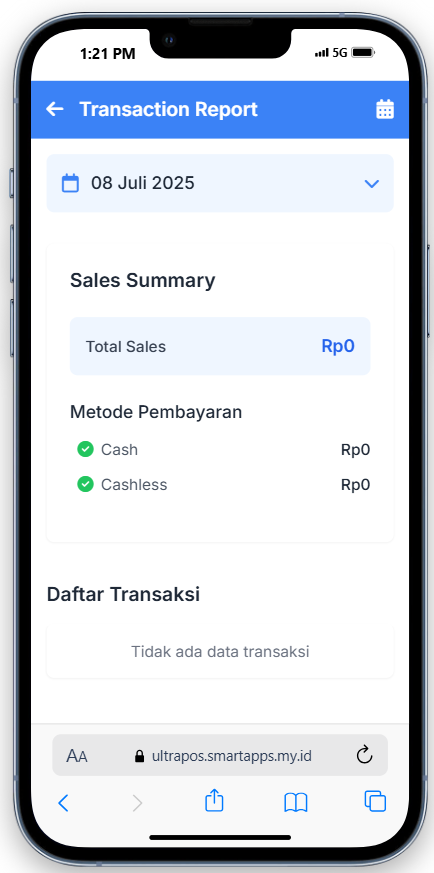 1:21 PM 5G
Transaction Report
08 Juli 2025
Sales Summary
Total Sales Rp0
Metode Pembayaran
Cash Rp0
Cashless Rp0
Daftar Transaksi
Tidak ada data transaksi
AA ultrapos.smartapps.my.id